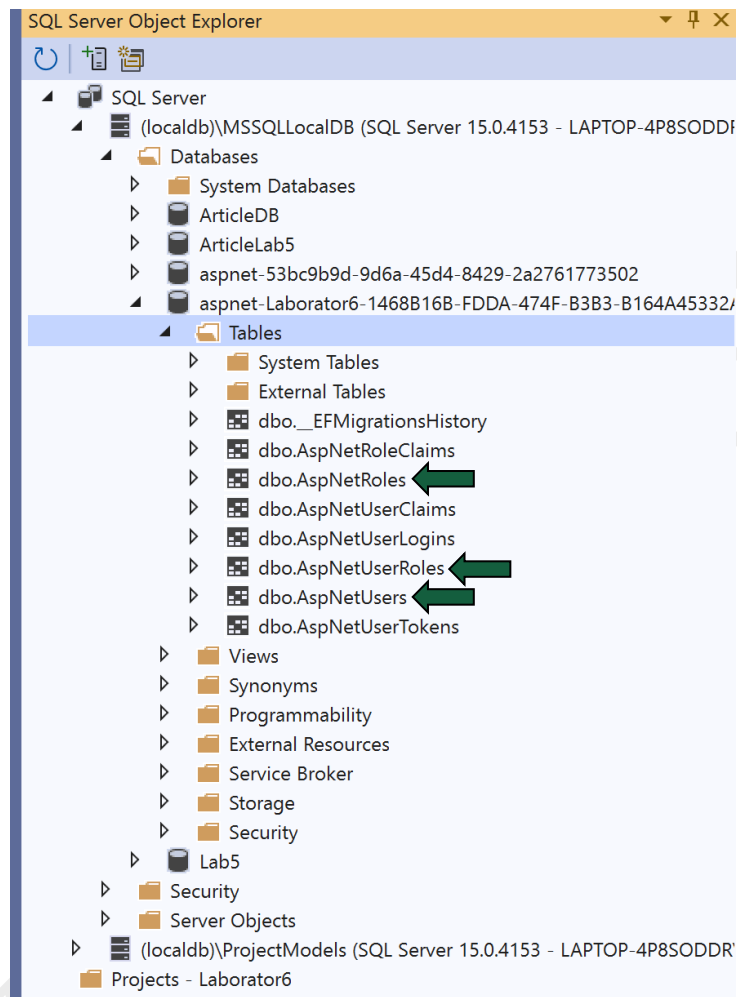 SQL Server Object Explorer
SQL Server
(localdb)\MSSQLLocalDB (SQL Server 15.0.4153 - LAPTOP-4P8SODDR
Databases
System Databases
ArticleDB
ArticleLab5
aspnet-53bc9b9d-9d6a-45d4-8429-2a2761773502
aspnet-Laborator6-1468B16B-FDDA-474F-B3B3-B164A45332A
Tables
System Tables
External Tables
dbo.__EFMigrationsHistory
dbo.AspNetRoleClaims
dbo.AspNetRoles
dbo.AspNetUserClaims
dbo.AspNetUserLogins
dbo.AspNetUserRoles
dbo.AspNetUsers
dbo.AspNetUserTokens
Views
Synonyms
Programmability
External Resources
Service Broker
Storage
Security
Lab5
Security
Server Objects
(localdb)\ProjectModels (SQL Server 15.0.4153 - LAPTOP-4P8SODDR
Projects - Laborator6